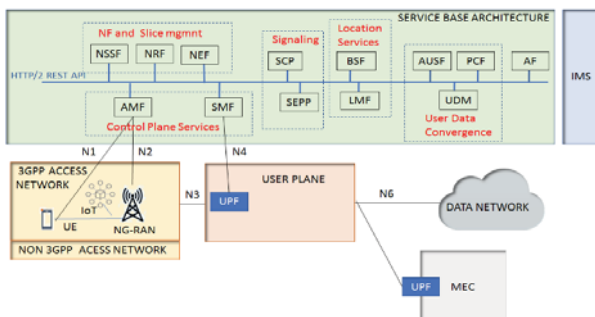 SERVICE BASE ARCHITECTURE
NF and Slice mgmnt
Signaling
Location
Services
NSSF
NRF
NEF
SCP
BSF
AUSF
PCF
AF
IMS
HTTP/2 REST API
AMF
SMF
SEPP
LMF
UDM
Control Plane Services
User Data
Convergence
N1
N2
N4
3GPP ACCESS
NETWORK
USER PLANE
N3
N6
IoT
UPF
DATA NETWORK
UE
NG-RAN
NON 3GPP ACESS NETWORK
UPF
MEC